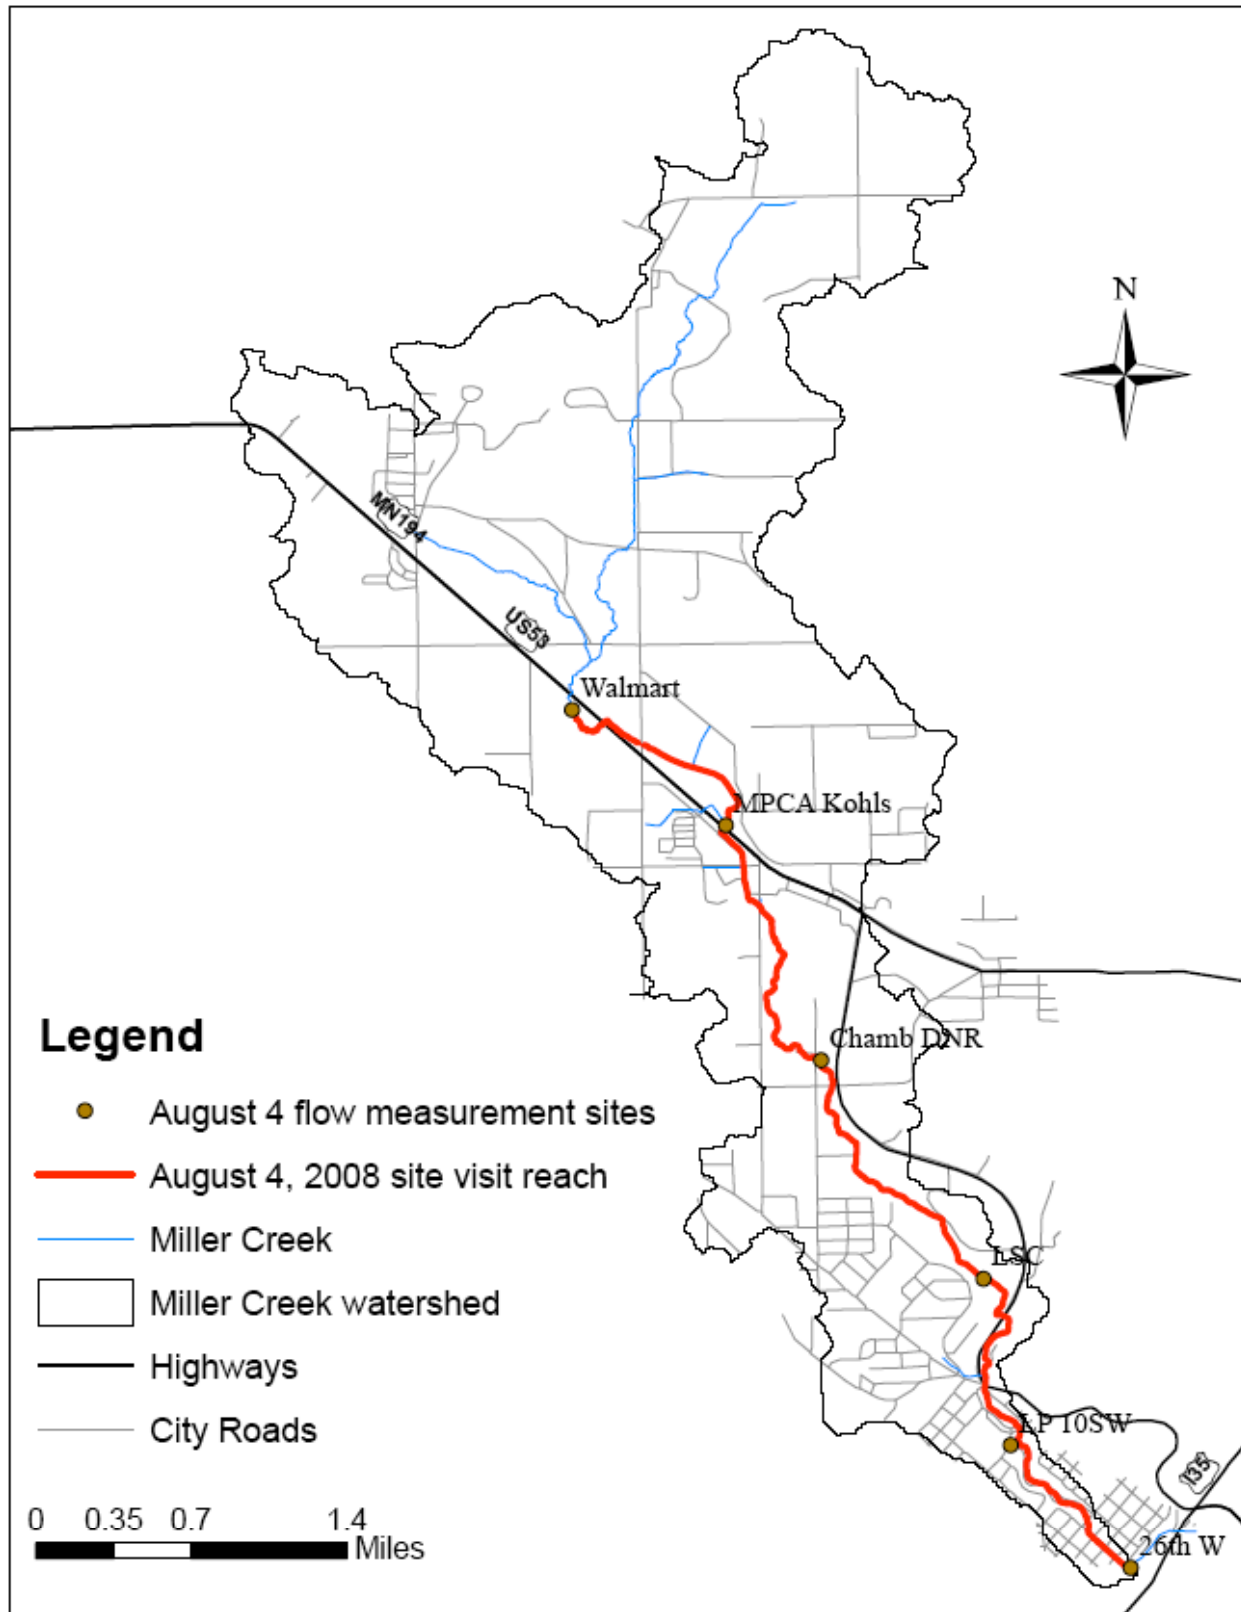 N
MN194
US53
Walmart
MPCA Kohls
Chamb DNR
LSC
LP 10SW
I35
26th W
Legend
August 4 flow measurement sites
August 4, 2008 site visit reach
Miller Creek
Miller Creek watershed
Highways
City Roads
0 0.35 0.7 1.4
Miles